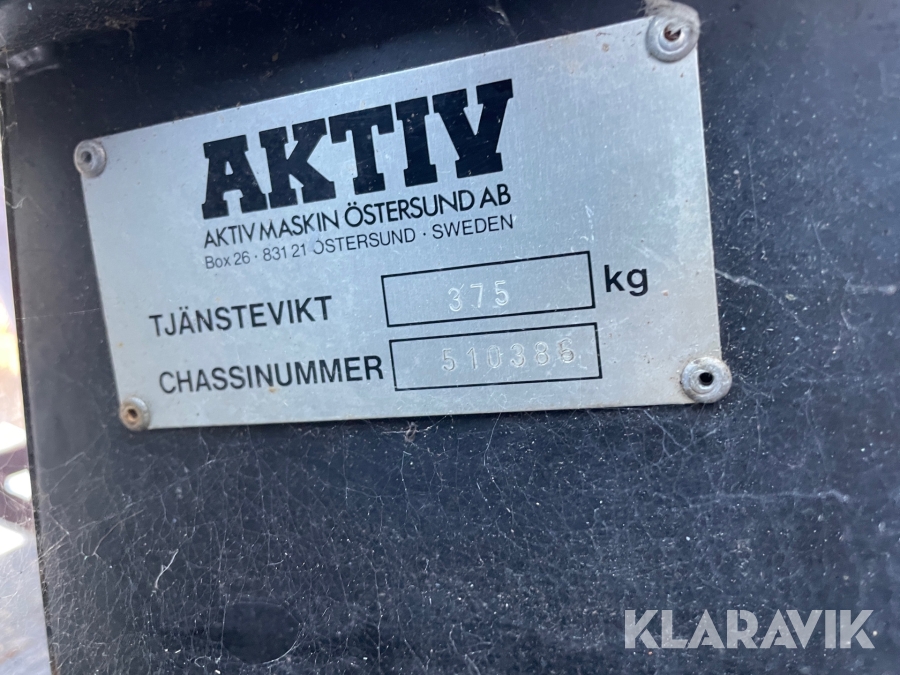 AKTIV
AKTIV MASKIN ÖSTERSUND AB
Box 26 · 831 21 ÖSTERSUND · SWEDEN
TJÄNSTEVIKT 375 kg
CHASSINUMMER 510385
KLARAVIK